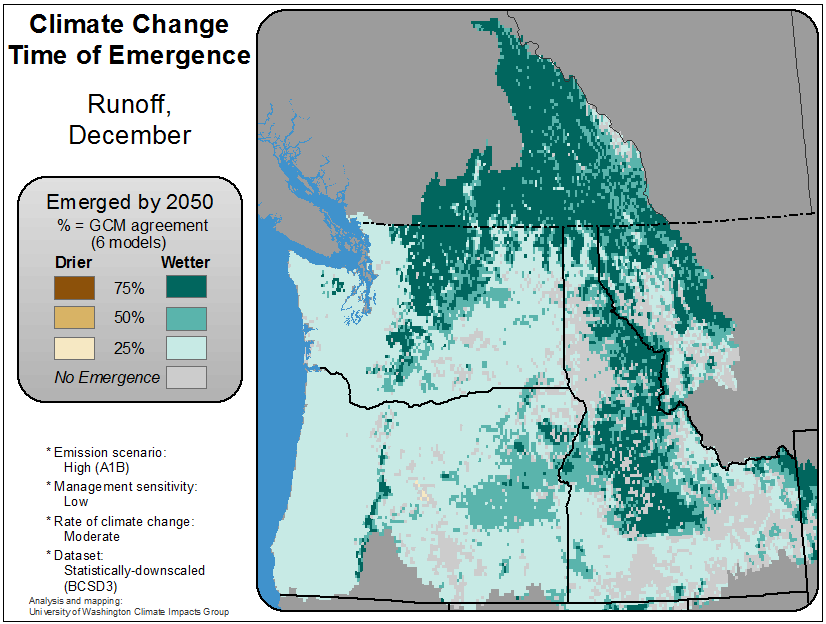 Climate Change
Time of Emergence
Runoff,
December
Emerged by 2050
% = GCM agreement
(6 models)
Drier Wetter
75%
50%
25%
No Emergence
* Emission scenario:
High (A1B)
* Management sensitivity:
Low
* Rate of climate change:
Moderate
* Dataset:
Statistically-downscaled
(BCSD3)
Analysis and mapping:
University of Washington Climate Impacts Group